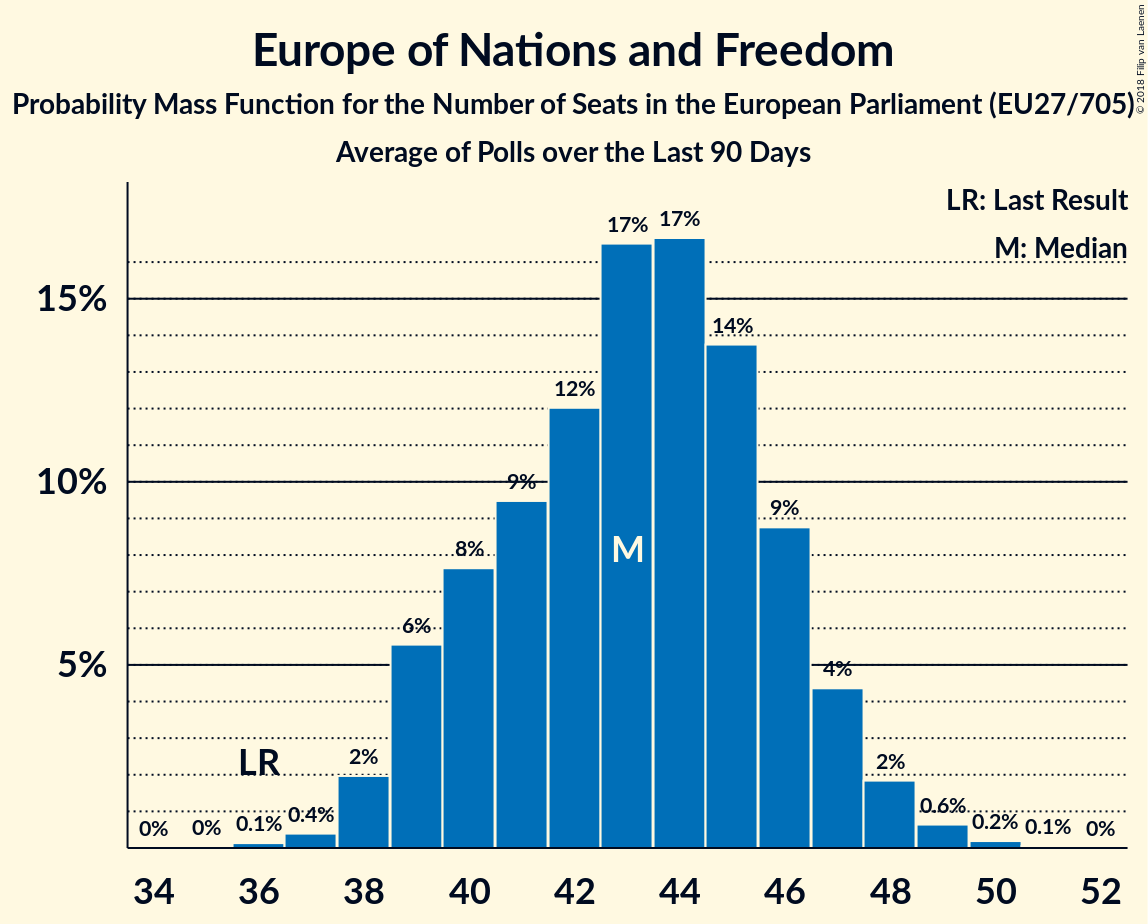 Europe of Nations and Freedom
Probability Mass Function for the Number of Seats in the European Parliament (EU27/705)
Average of Polls over the Last 90 Days
© 2018 Filip van Laenen
LR: Last Result
M: Median
15%
10%
5%
0%
0%
0.1%
0.4%
2%
6%
8%
9%
12%
17%
17%
14%
9%
4%
2%
0.6%
0.2%
0.1%
0%
LR
M
34 36 38 40 42 44 46 48 50 52